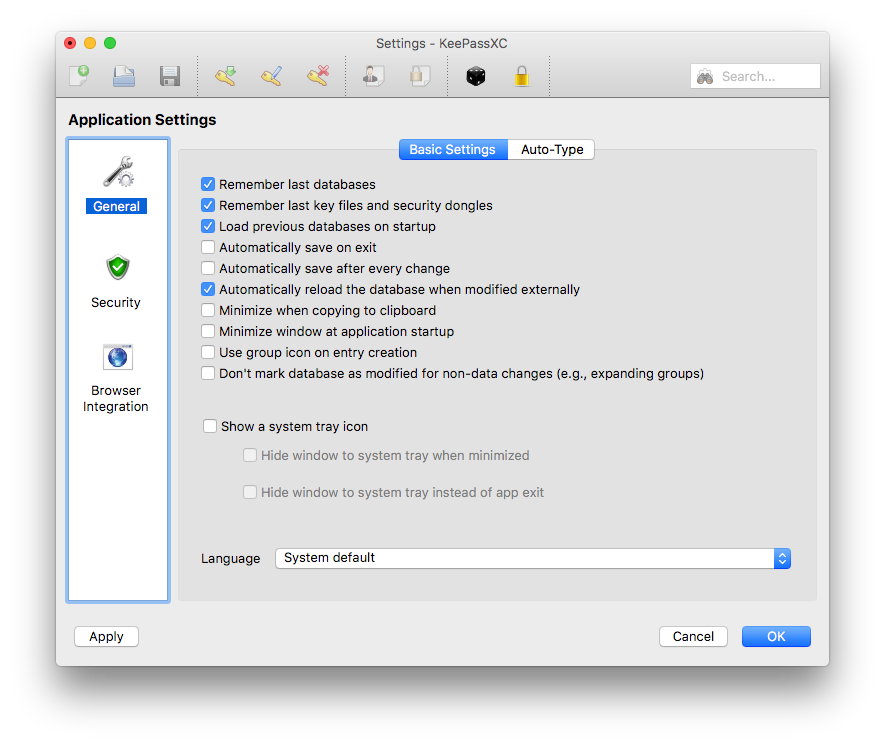 Settings - KeePassXC
Search...
Application Settings
General
Security
Browser
Integration
Basic Settings
Auto-Type
Remember last databases
Remember last key files and security dongles
Load previous databases on startup
Automatically save on exit
Automatically save after every change
Automatically reload the database when modified externally
Minimize when copying to clipboard
Minimize window at application startup
Use group icon on entry creation
Don't mark database as modified for non-data changes (e.g., expanding groups)
Show a system tray icon
Hide window to system tray when minimized
Hide window to system tray instead of app exit
Language
System default
Apply
Cancel
OK